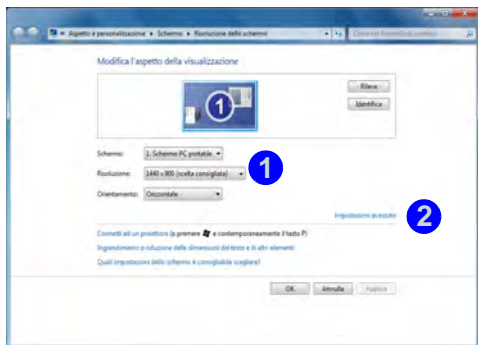 « Aspetto e personalizzazione ▸ Schermo ▸ Risoluzione dello schermo
Modifica l'aspetto della visualizzazione
1
Rileva
Identifica
Schermo: 1. Schermo PC portatile
Risoluzione: 1440 x 900 (scelta consigliata)
1
Orientamento: Orizzontale
Impostazioni avanzate
2
Connetti ad un proiettore (o premere e contemporaneamente il tasto P)
Ingrandimento o riduzione delle dimensioni del testo e di altri elementi
Quali impostazioni dello schermo è consigliabile scegliere?
OK Annulla Applica